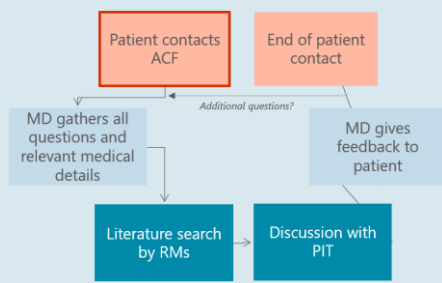 Patient contacts
ACF
End of patient
contact
Additional questions?
MD gathers all
questions and
relevant medical
details
MD gives
feedback to
patient
Literature search
by RMs
Discussion with
PIT